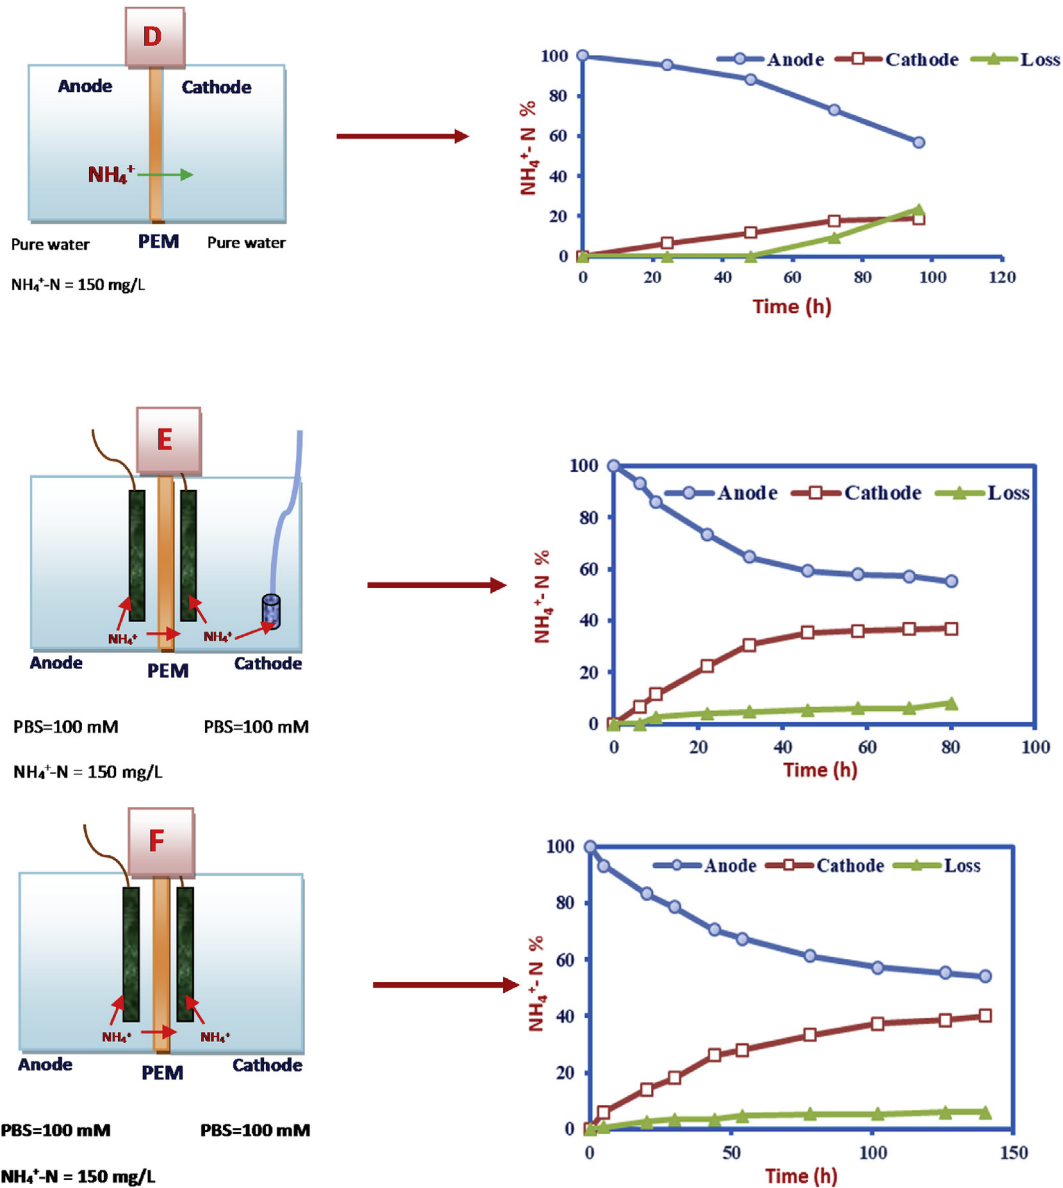 D
Anode Cathode
NH₄⁺
Pure water PEM Pure water
NH₄⁺-N = 150 mg/L
Anode Cathode Loss
NH₄⁺- N %
100
80
60
40
20
0
0 20 40 60 80 100 120
Time (h)
E
NH₄⁺ NH₄⁺
Anode PEM Cathode
PBS=100 mM PBS=100 mM
NH₄⁺-N = 150 mg/L
Anode Cathode Loss
NH₄⁺- N %
100
80
60
40
20
0
0 20 40 60 80 100
Time (h)
F
NH₄⁺ NH₄⁺
Anode PEM Cathode
PBS=100 mM PBS=100 mM
NH₄⁺-N = 150 mg/L
Anode Cathode Loss
NH₄⁺- N %
100
80
60
40
20
0
0 50 100 150
Time (h)